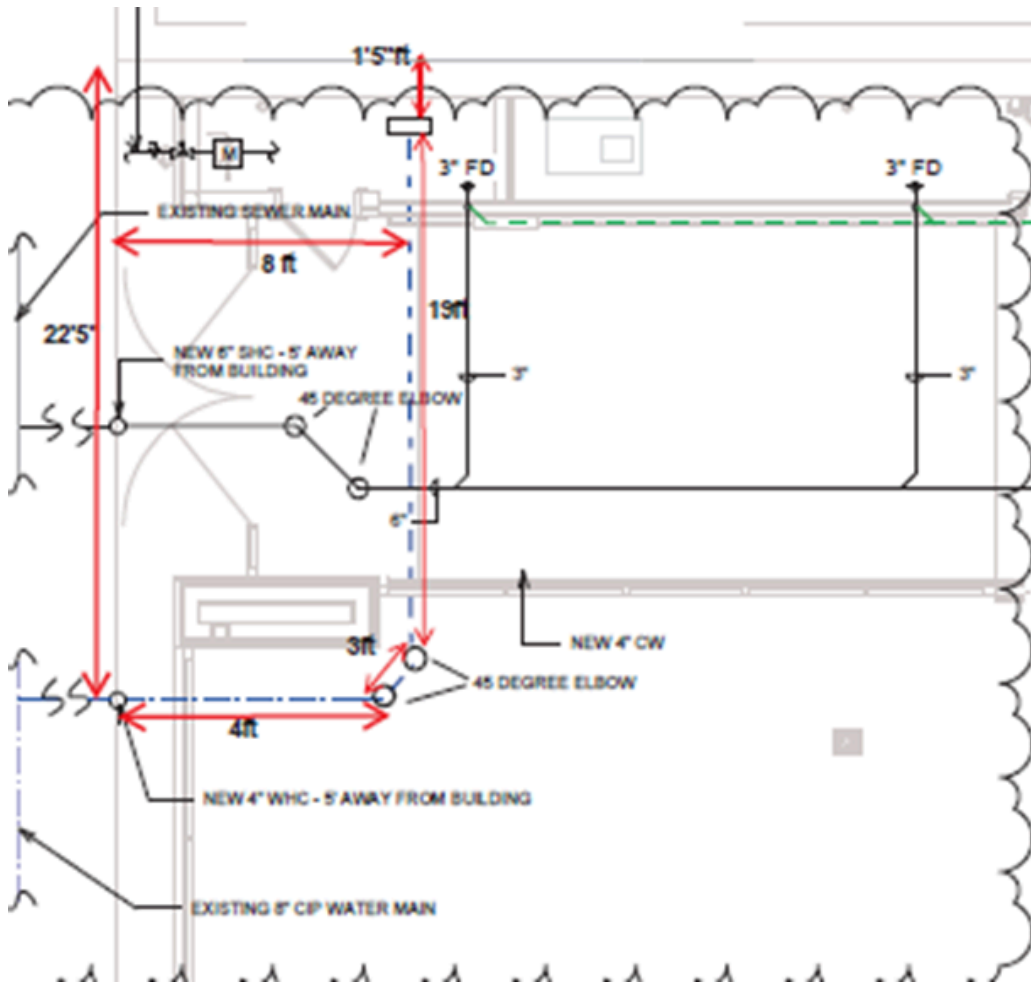 1'5"ft
M
3" FD
3" FD
EXISTING SEWER MAIN
8 ft
19ft
22'5"
NEW 6" SHC - 5' AWAY
FROM BUILDING
3"
3"
45 DEGREE ELBOW
6"
3ft
NEW 4" CW
45 DEGREE ELBOW
4ft
NEW 4" WHC - 5' AWAY FROM BUILDING
EXISTING 8" CIP WATER MAIN